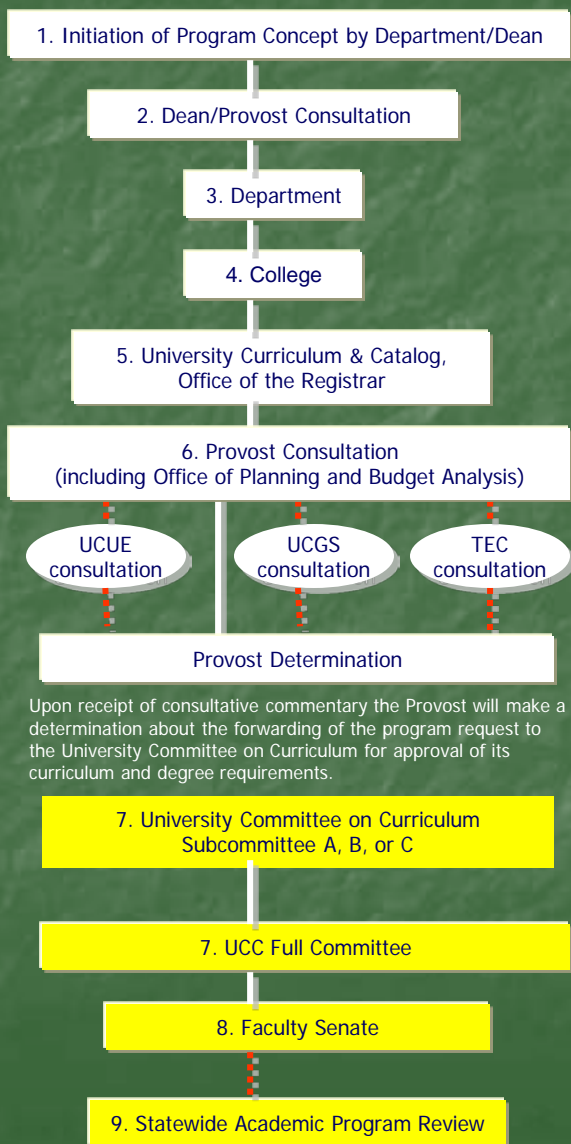 1. Initiation of Program Concept by Department/Dean
2. Dean/Provost Consultation
3. Department
4. College
5. University Curriculum & Catalog,
Office of the Registrar
6. Provost Consultation
(including Office of Planning and Budget Analysis)
UCUE
consultation
UCGS
consultation
TEC
consultation
Provost Determination
Upon receipt of consultative commentary the Provost will make a
determination about the forwarding of the program request to
the University Committee on Curriculum for approval of its
curriculum and degree requirements.
7. University Committee on Curriculum
Subcommittee A, B, or C
7. UCC Full Committee
8. Faculty Senate
9. Statewide Academic Program Review